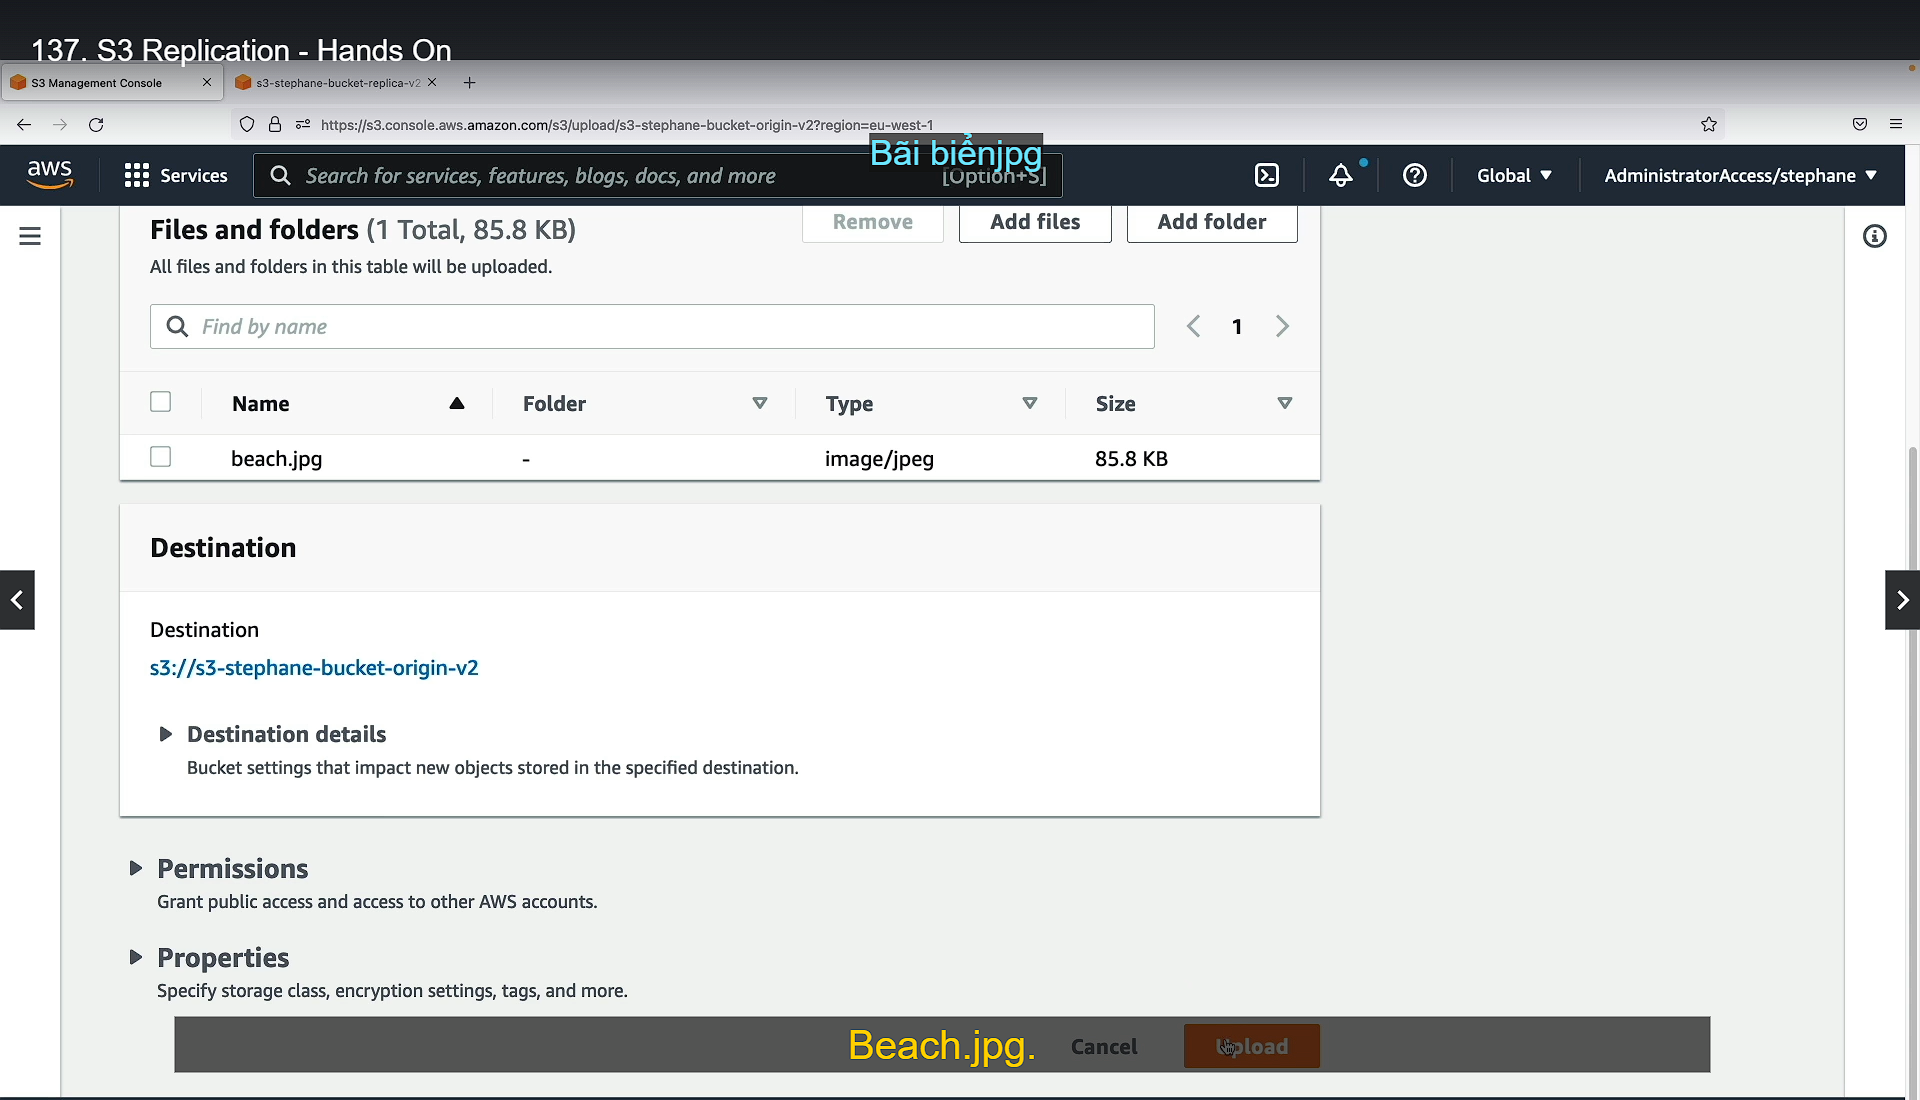 137. S3 Replication - Hands On
S3 Management Console
s3-stephane-bucket-replica-v2
https://s3.console.aws.amazon.com/s3/upload/s3-stephane-bucket-origin-v2?region=eu-west-1
Bãi biểnjpg
aws
Services
Search for services, features, blogs, docs, and more
[Option+S]
Global
AdministratorAccess/stephane
Files and folders (1 Total, 85.8 KB)
Remove
Add files
Add folder
All files and folders in this table will be uploaded.
Find by name
1
Name
Folder
Type
Size
beach.jpg
-
image/jpeg
85.8 KB
Destination
Destination
s3://s3-stephane-bucket-origin-v2
Destination details
Bucket settings that impact new objects stored in the specified destination.
Permissions
Grant public access and access to other AWS accounts.
Properties
Specify storage class, encryption settings, tags, and more.
Beach.jpg.
Cancel
Upload